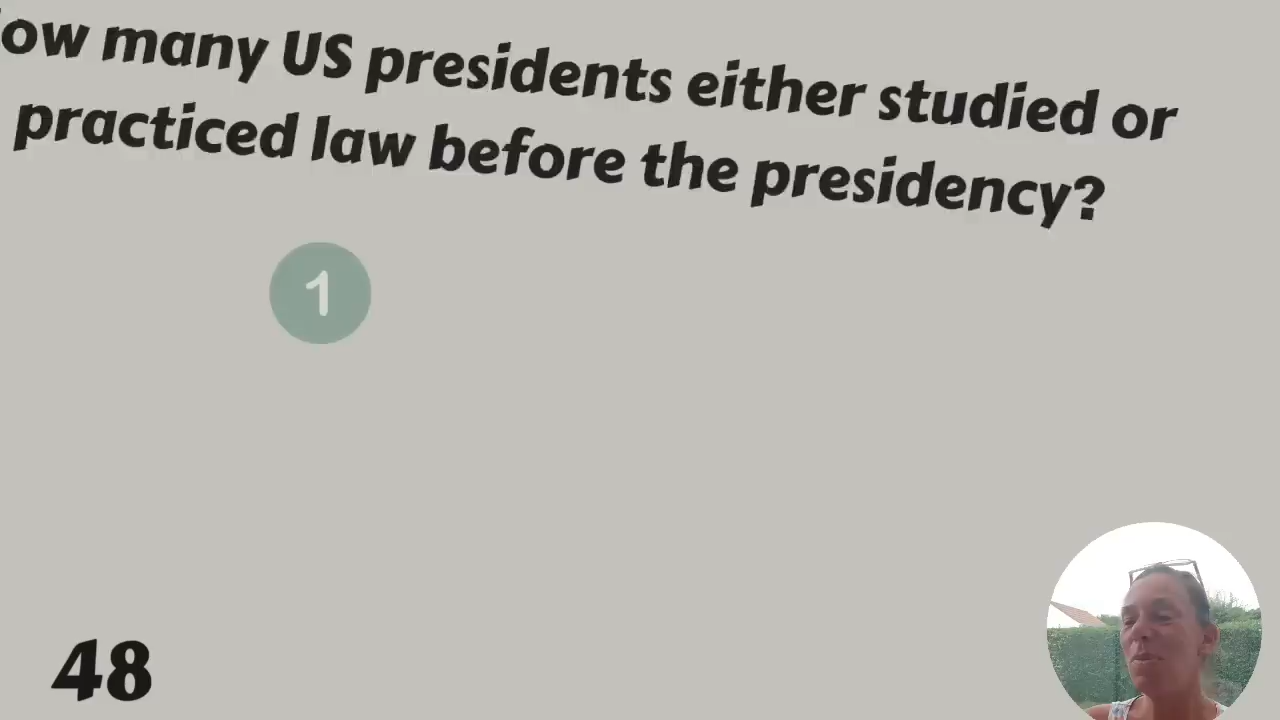 ow many US presidents either studied or
practiced law before the presidency?
1
48